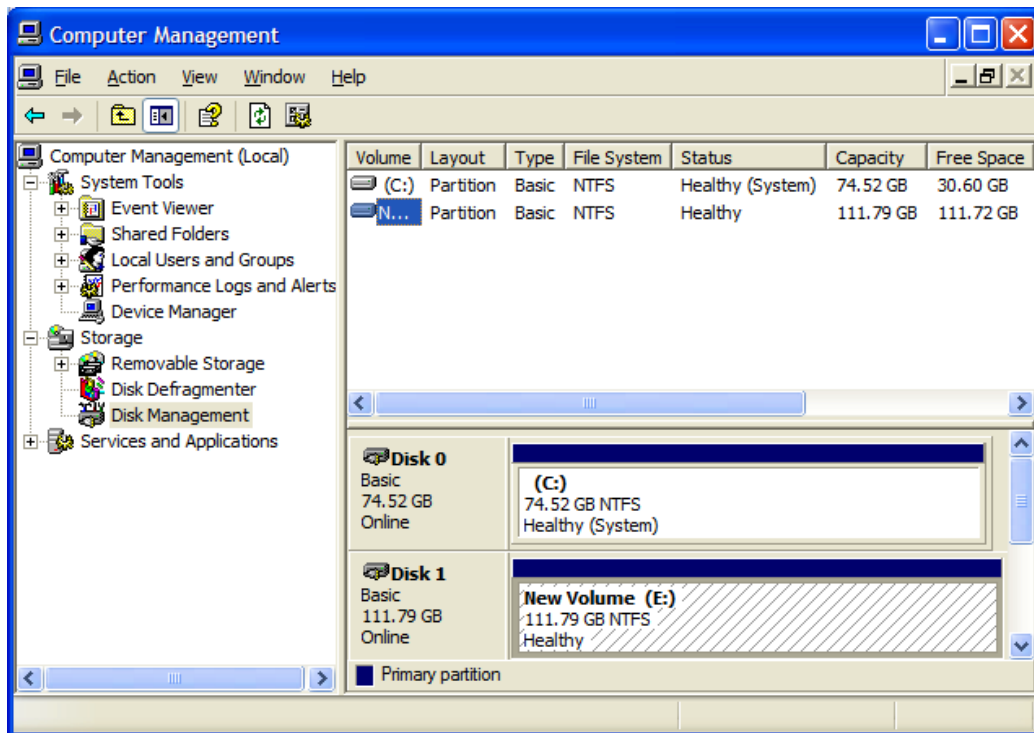 Computer Management
File Action View Window Help
Computer Management (Local)
System Tools
Event Viewer
Shared Folders
Local Users and Groups
Performance Logs and Alerts
Device Manager
Storage
Removable Storage
Disk Defragmenter
Disk Management
Services and Applications
Volume Layout Type File System Status Capacity Free Space
(C:) Partition Basic NTFS Healthy (System) 74.52 GB 30.60 GB
N... Partition Basic NTFS Healthy 111.79 GB 111.72 GB
Disk 0
Basic
74.52 GB
Online
(C:)
74.52 GB NTFS
Healthy (System)
Disk 1
Basic
111.79 GB
Online
New Volume (E:)
111.79 GB NTFS
Healthy
Primary partition